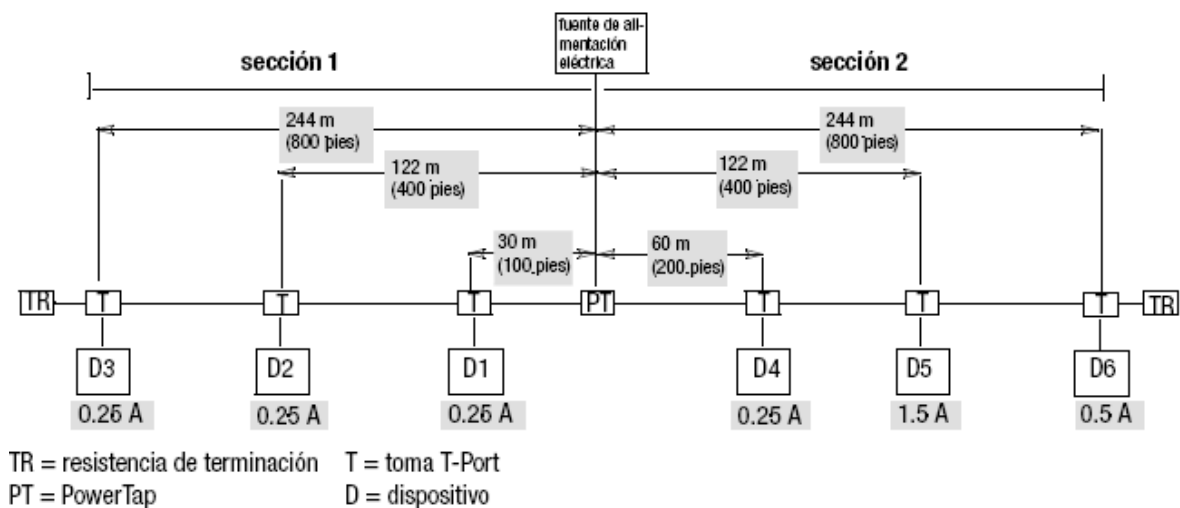 fuente de ali-
mentación
eléctrica
sección 1
sección 2
244 m
(800 pies)
244 m
(800 pies)
122 m
(400 pies)
122 m
(400 pies)
30 m
(100 pies)
60 m
(200 pies)
TR T T T PT T T T TR
D3 D2 D1 D4 D5 D6
0.25 A 0.25 A 0.25 A 0.25 A 1.5 A 0.5 A
TR = resistencia de terminación T = toma T-Port
PT = PowerTap D = dispositivo